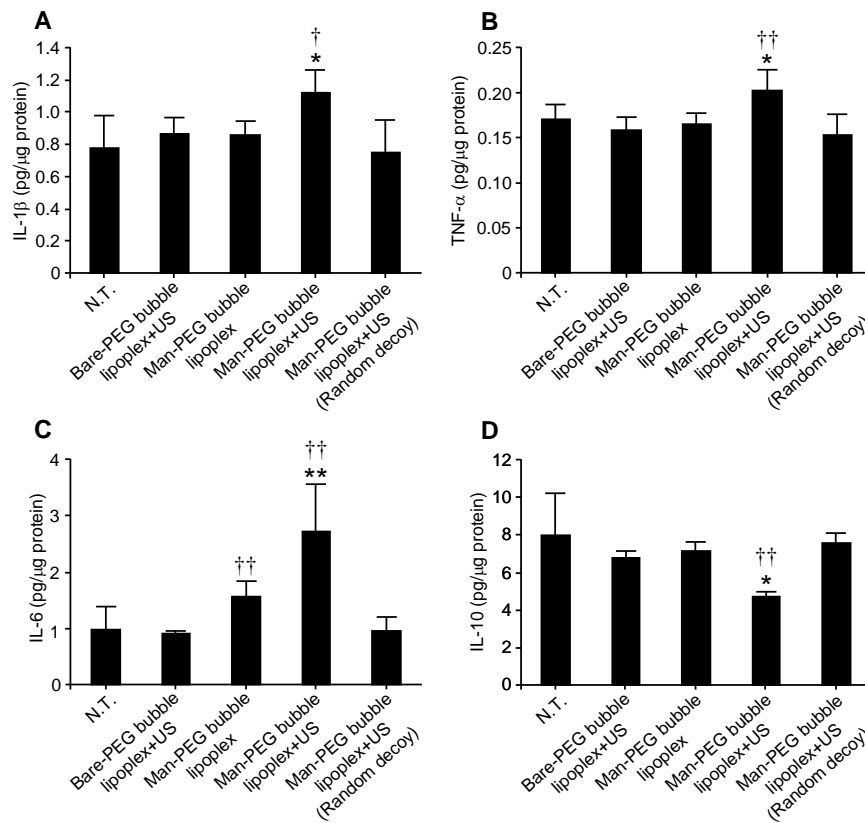 A
IL-1β (pg/μg protein)
1.4
1.2
1.0
0.8
0.6
0.4
0.2
0
†
*
N.T.
Bare-PEG bubble
lipoplex+US
Man-PEG bubble
lipoplex
Man-PEG bubble
lipoplex+US
Man-PEG bubble
lipoplex+US
(Random decoy)
B
TNF-α (pg/μg protein)
0.25
0.20
0.15
0.10
0.05
0
††
*
N.T.
Bare-PEG bubble
lipoplex+US
Man-PEG bubble
lipoplex
Man-PEG bubble
lipoplex+US
Man-PEG bubble
lipoplex+US
(Random decoy)
C
IL-6 (pg/μg protein)
4
3
2
1
0
††
††
**
N.T.
Bare-PEG bubble
lipoplex+US
Man-PEG bubble
lipoplex
Man-PEG bubble
lipoplex+US
Man-PEG bubble
lipoplex+US
(Random decoy)
D
IL-10 (pg/μg protein)
12
10
8
6
4
2
0
††
*
N.T.
Bare-PEG bubble
lipoplex+US
Man-PEG bubble
lipoplex
Man-PEG bubble
lipoplex+US
Man-PEG bubble
lipoplex+US
(Random decoy)